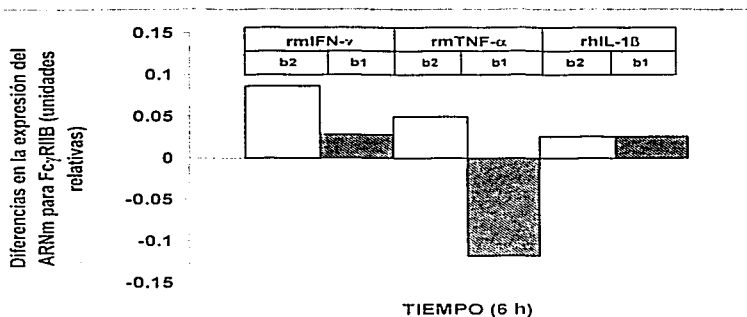 Diferencias en la expresión del
ARNm para FcγRIIB (unidades
relativas)
0.15
0.1
0.05
0
-0.05
-0.1
-0.15
rmIFN-γ rmTNF-α rhIL-1ß
b2 b1 b2 b1 b2 b1
TIEMPO (6 h)